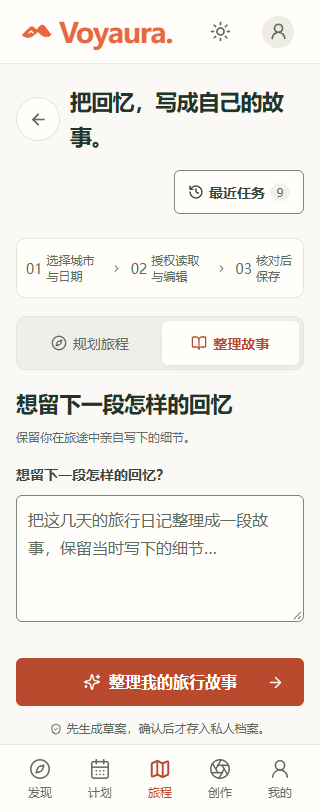 Voyaura.
把回忆，写成自己的故
事。
最近任务 9
01 选择城市
与日期
02 授权读取
与编辑
03 核对后
保存
规划旅程
整理故事
想留下一段怎样的回忆
保留你在旅途中亲自写下的细节。
想留下一段怎样的回忆?
把这几天的旅行日记整理成一段故
事，保留当时写下的细节...
整理我的旅行故事
先生成草案，确认后才存入私人档案。
发现 计划 旅程 创作 我的